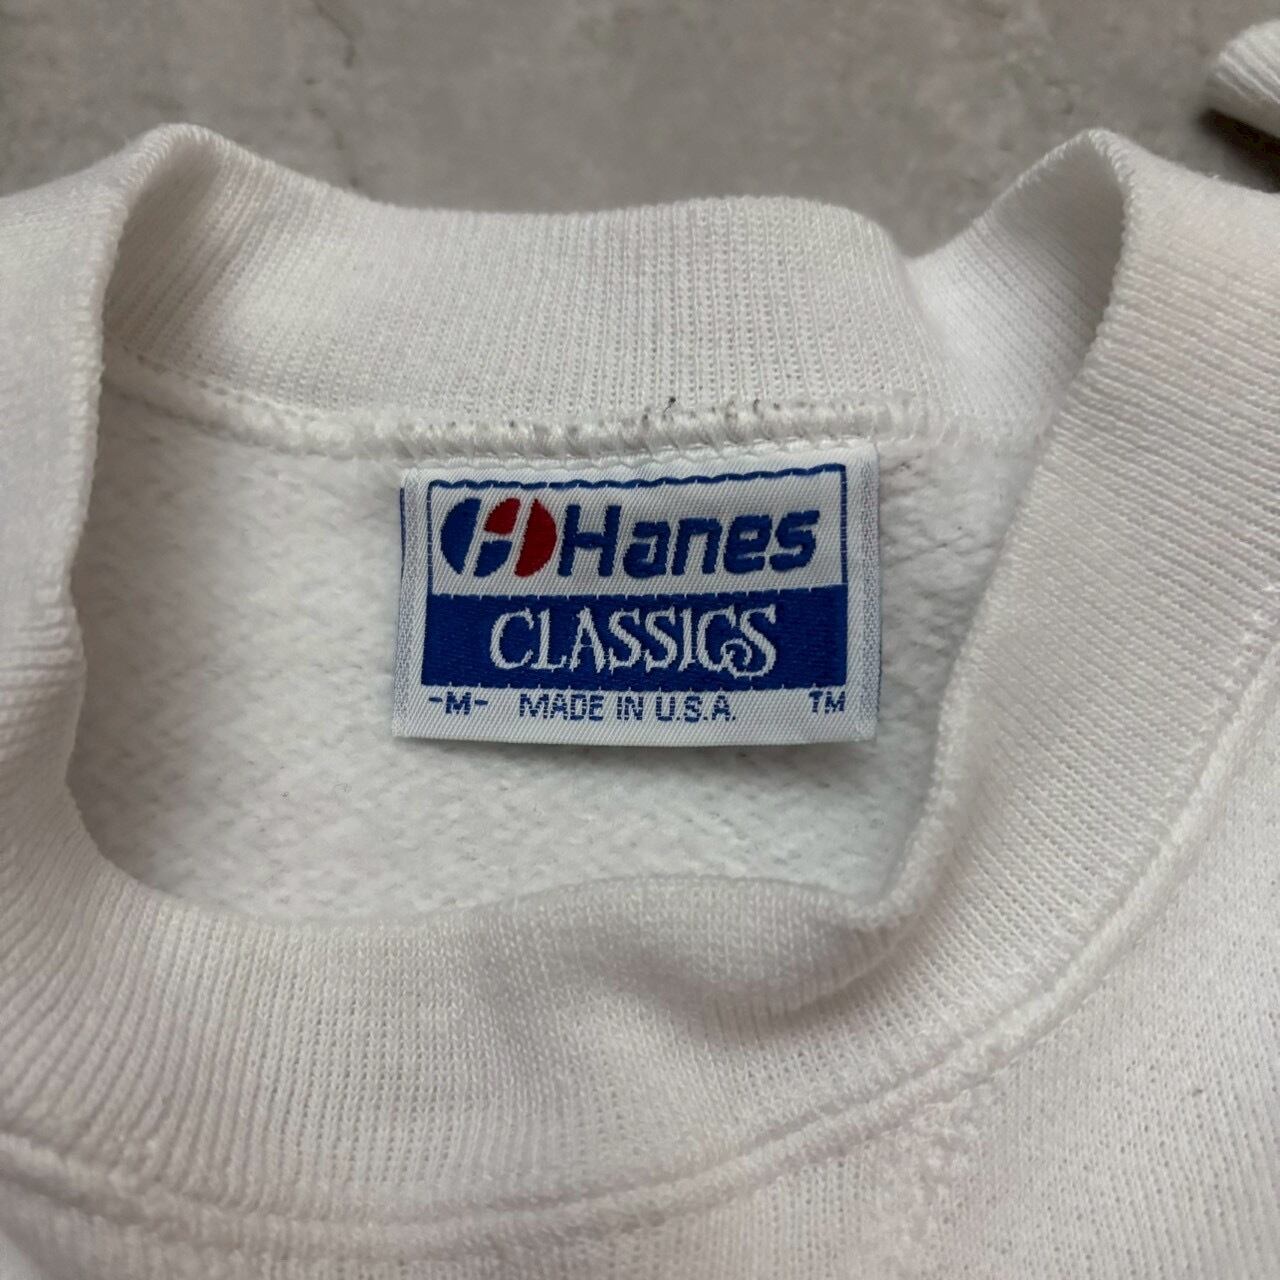 Hanes
CLASSICS
-M- MADE IN U.S.A. TM